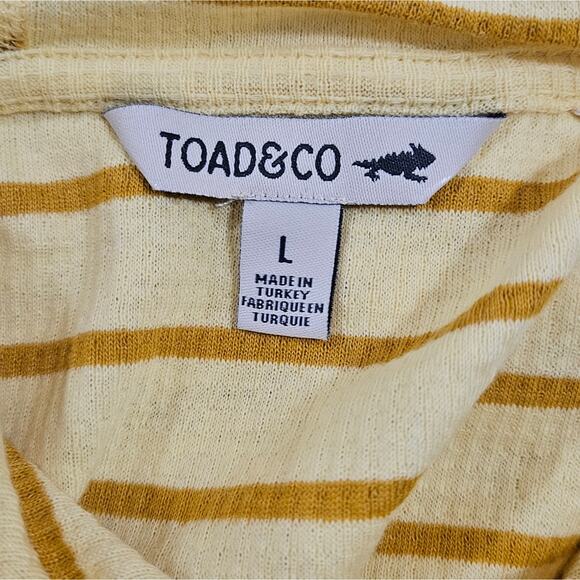 TOAD&CO
L
MADE IN
TURKEY
FABRIQUE EN
TURQUIE